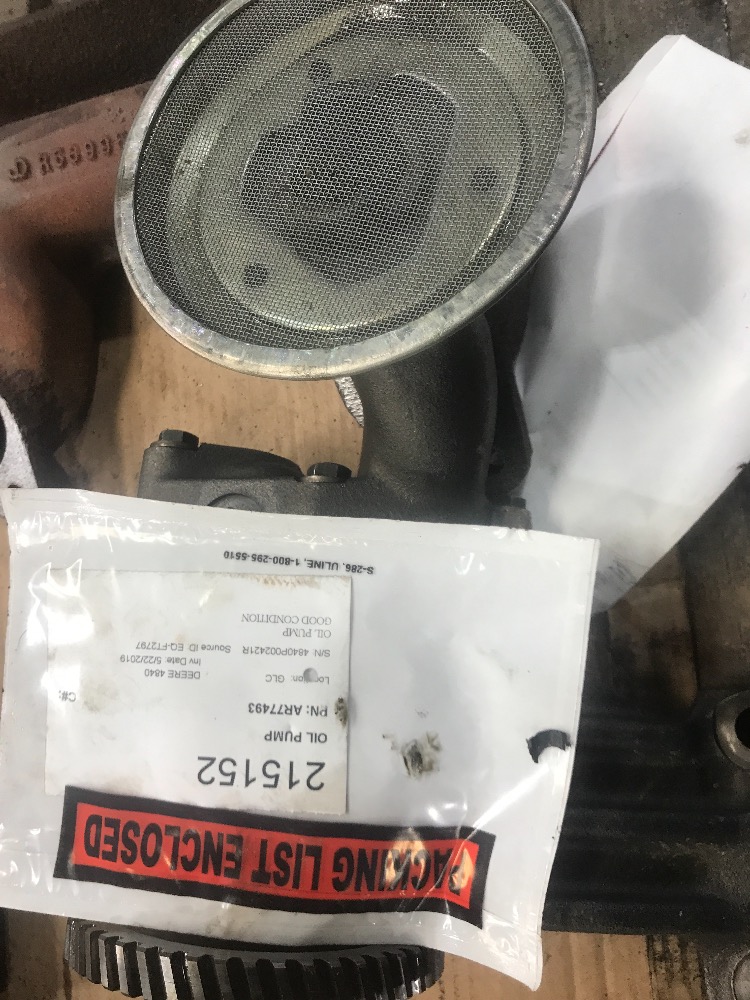 215152
OIL PUMP
PN: AR77493
C#:
Location: GLC
DEERE 4840
Inv Date: 5/22/2019
S/N: 4840P002421R
Source ID: EQ-FT2797
OIL PUMP
GOOD CONDITION
S-286, ULINE, 1-800-295-5510
PACKING LIST ENCLOSED